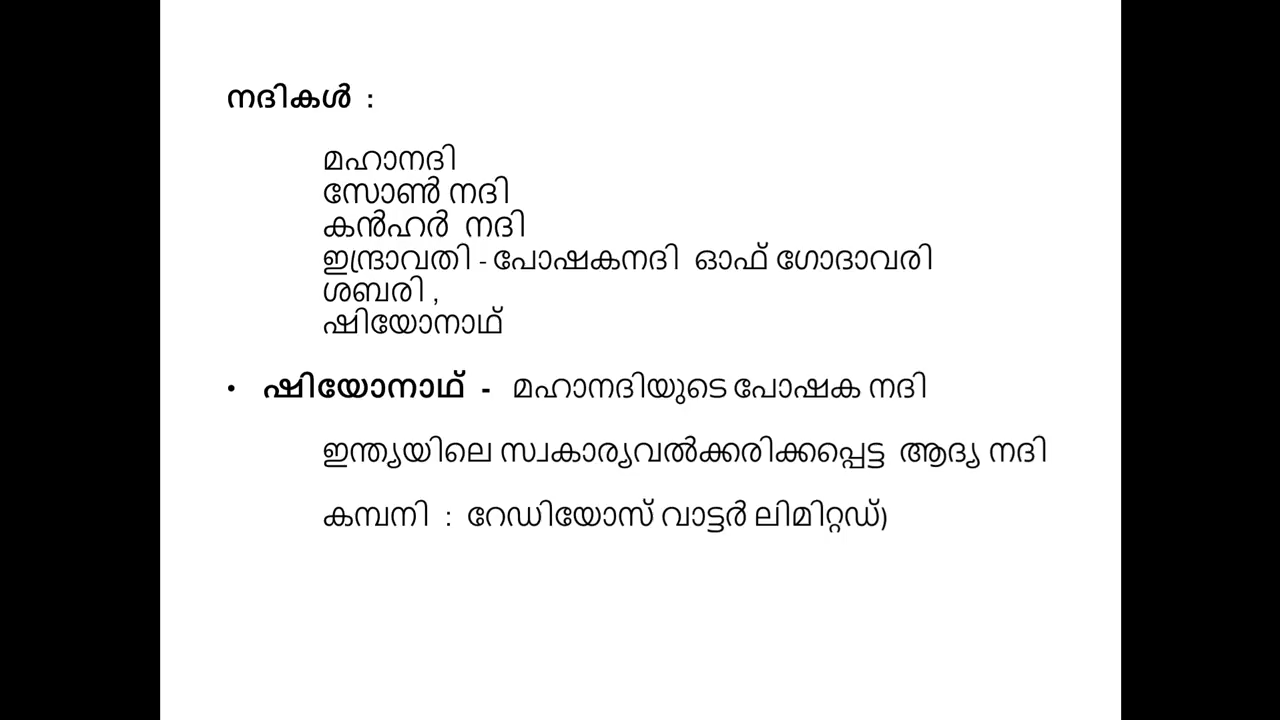 നദികൾ :
മഹാനദി
സോൺ നദി
കൻഹർ നദി
ഇന്ദ്രാവതി - പോഷകനദി ഓഫ് ഗോദാവരി
ശബരി ,
ഷിയോനാഥ്
• ഷിയോനാഥ് - മഹാനദിയുടെ പോഷക നദി
ഇന്ത്യയിലെ സ്വകാര്യവൽക്കരിക്കപ്പെട്ട ആദ്യ നദി
കമ്പനി : റേഡിയോസ് വാട്ടർ ലിമിറ്റഡ്)